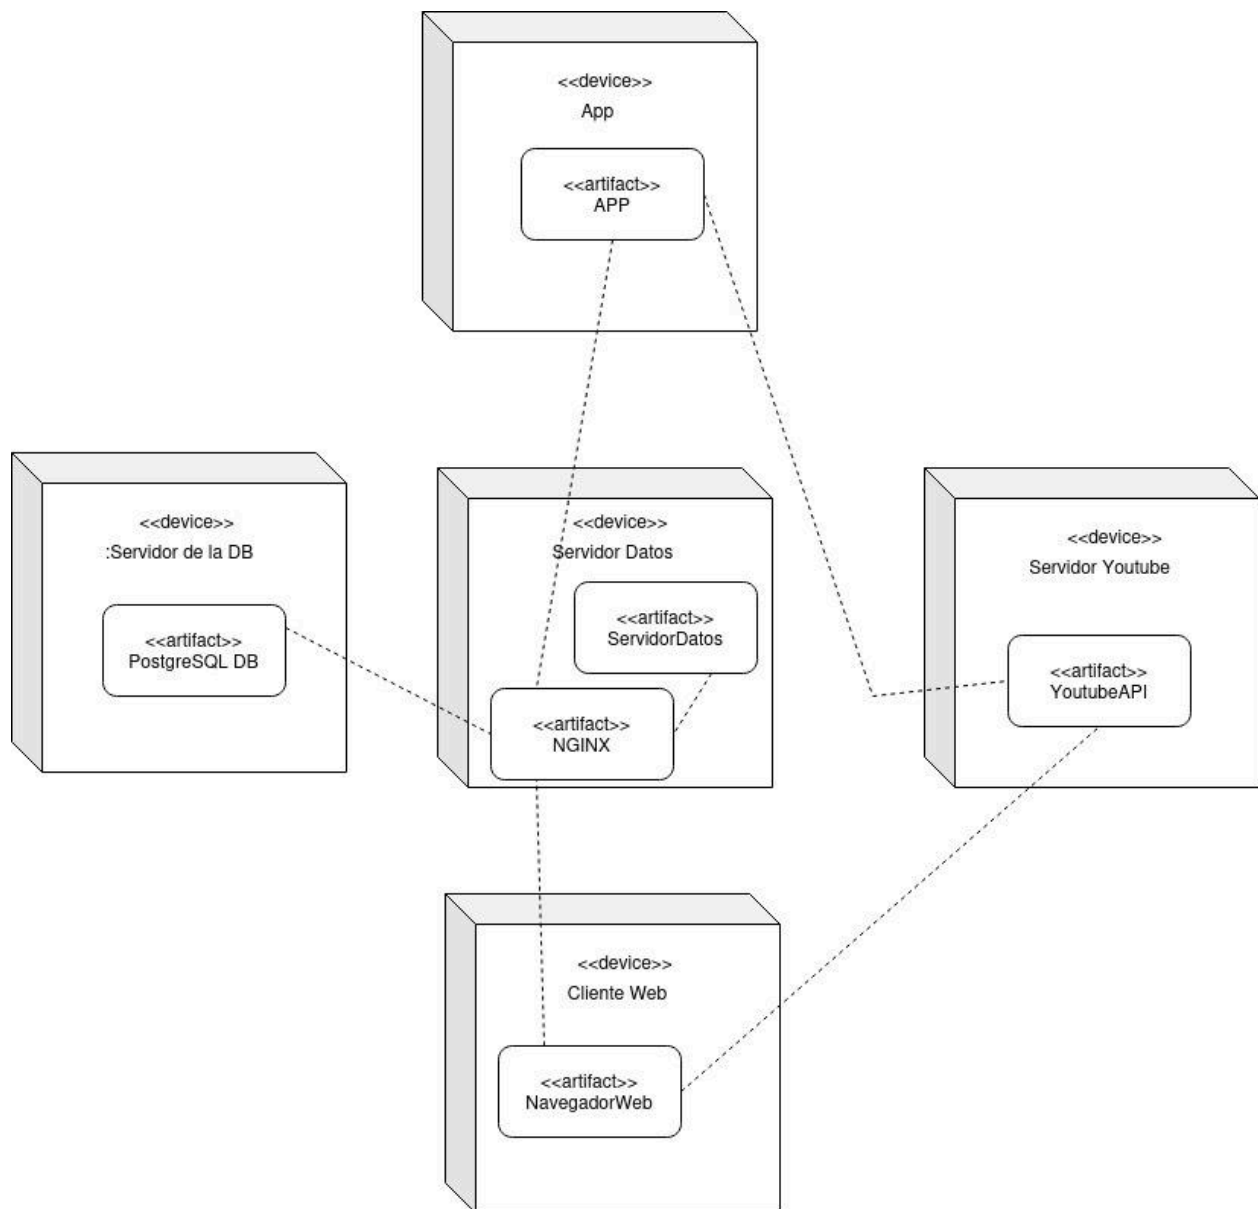 <<device>>
App
<<artifact>>
APP
<<device>>
:Servidor de la DB
<<artifact>>
PostgreSQL DB
<<device>>
Servidor Datos
<<artifact>>
ServidorDatos
<<artifact>>
NGINX
<<device>>
Servidor Youtube
<<artifact>>
YoutubeAPI
<<device>>
Cliente Web
<<artifact>>
NavegadorWeb